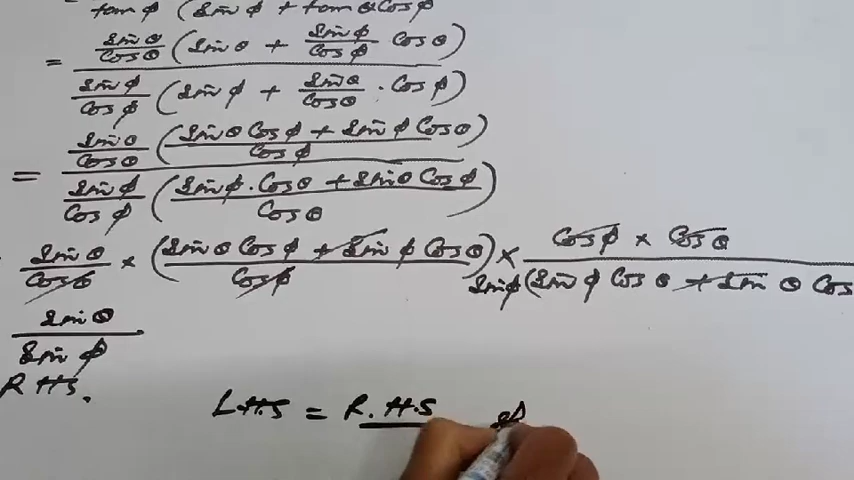 tan φ (sin φ + tan θ cos φ
= sin θ/cos θ (sin θ + sin φ/cos φ cos θ)
sin φ/cos φ (sin φ + sin θ/cos θ . cos φ)
= sin θ/cos θ (sin θ cos φ + sin φ cos θ/cos φ)
sin φ/cos φ (sin φ . cos θ + sin θ cos φ/cos θ)
sin θ/cos θ × (sin θ cos φ + sin φ cos θ/cos φ) × cos φ × cos θ/sin φ (sin φ cos θ + sin θ cos
sin θ/sin φ
R HS.
LHS = R.H.S